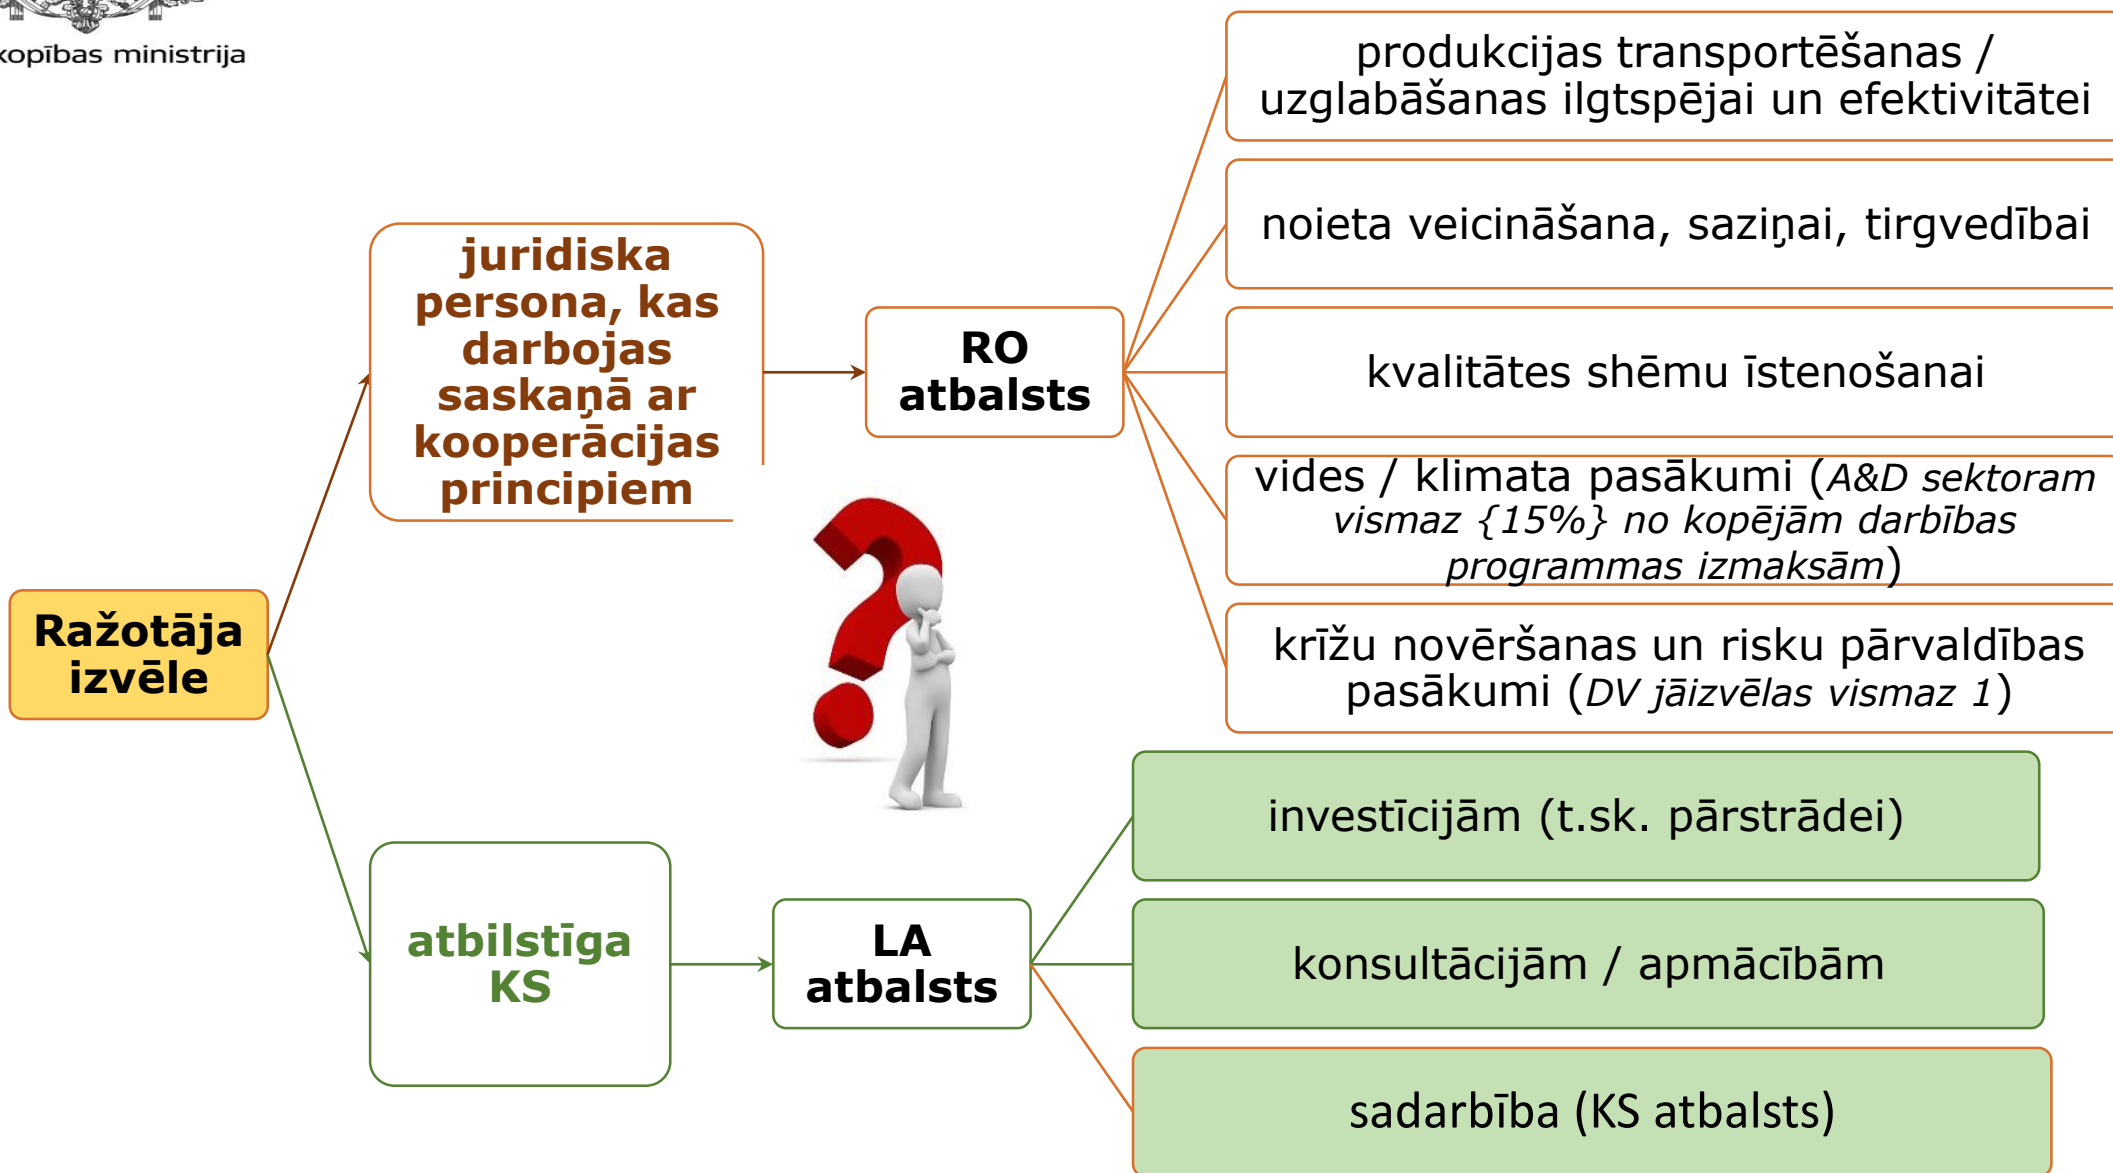 kopības ministrija
Ražotāja
izvēle
juridiska
persona, kas
darbojas
saskaņā ar
kooperācijas
principiem
RO
atbalsts
produkcijas transportēšanas /
uzglabāšanas ilgtspējai un efektivitātei
noieta veicināšana, saziņai, tirgvedībai
kvalitātes shēmu īstenošanai
vides / klimata pasākumi (A&D sektoram
vismaz {15%} no kopējām darbības
programmas izmaksām)
krīžu novēršanas un risku pārvaldības
pasākumi (DV jāizvēlas vismaz 1)
atbilstīga
KS
LA
atbalsts
investīcijām (t.sk. pārstrādei)
konsultācijām / apmācībām
sadarbība (KS atbalsts)